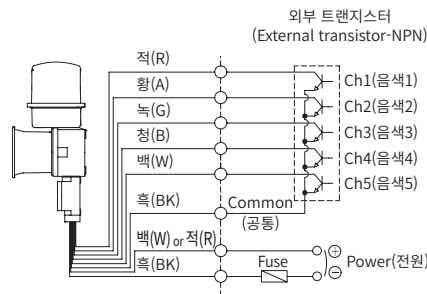 외부 트랜지스터
(External transistor-NPN)
적(R)
Ch1(음색1)
황(A)
Ch2(음색2)
녹(G)
Ch3(음색3)
청(B)
Ch4(음색4)
백(W)
Ch5(음색5)
흑(BK)
Common
(공통)
백(W) or 적(R)
흑(BK)
Fuse
Power(전원)